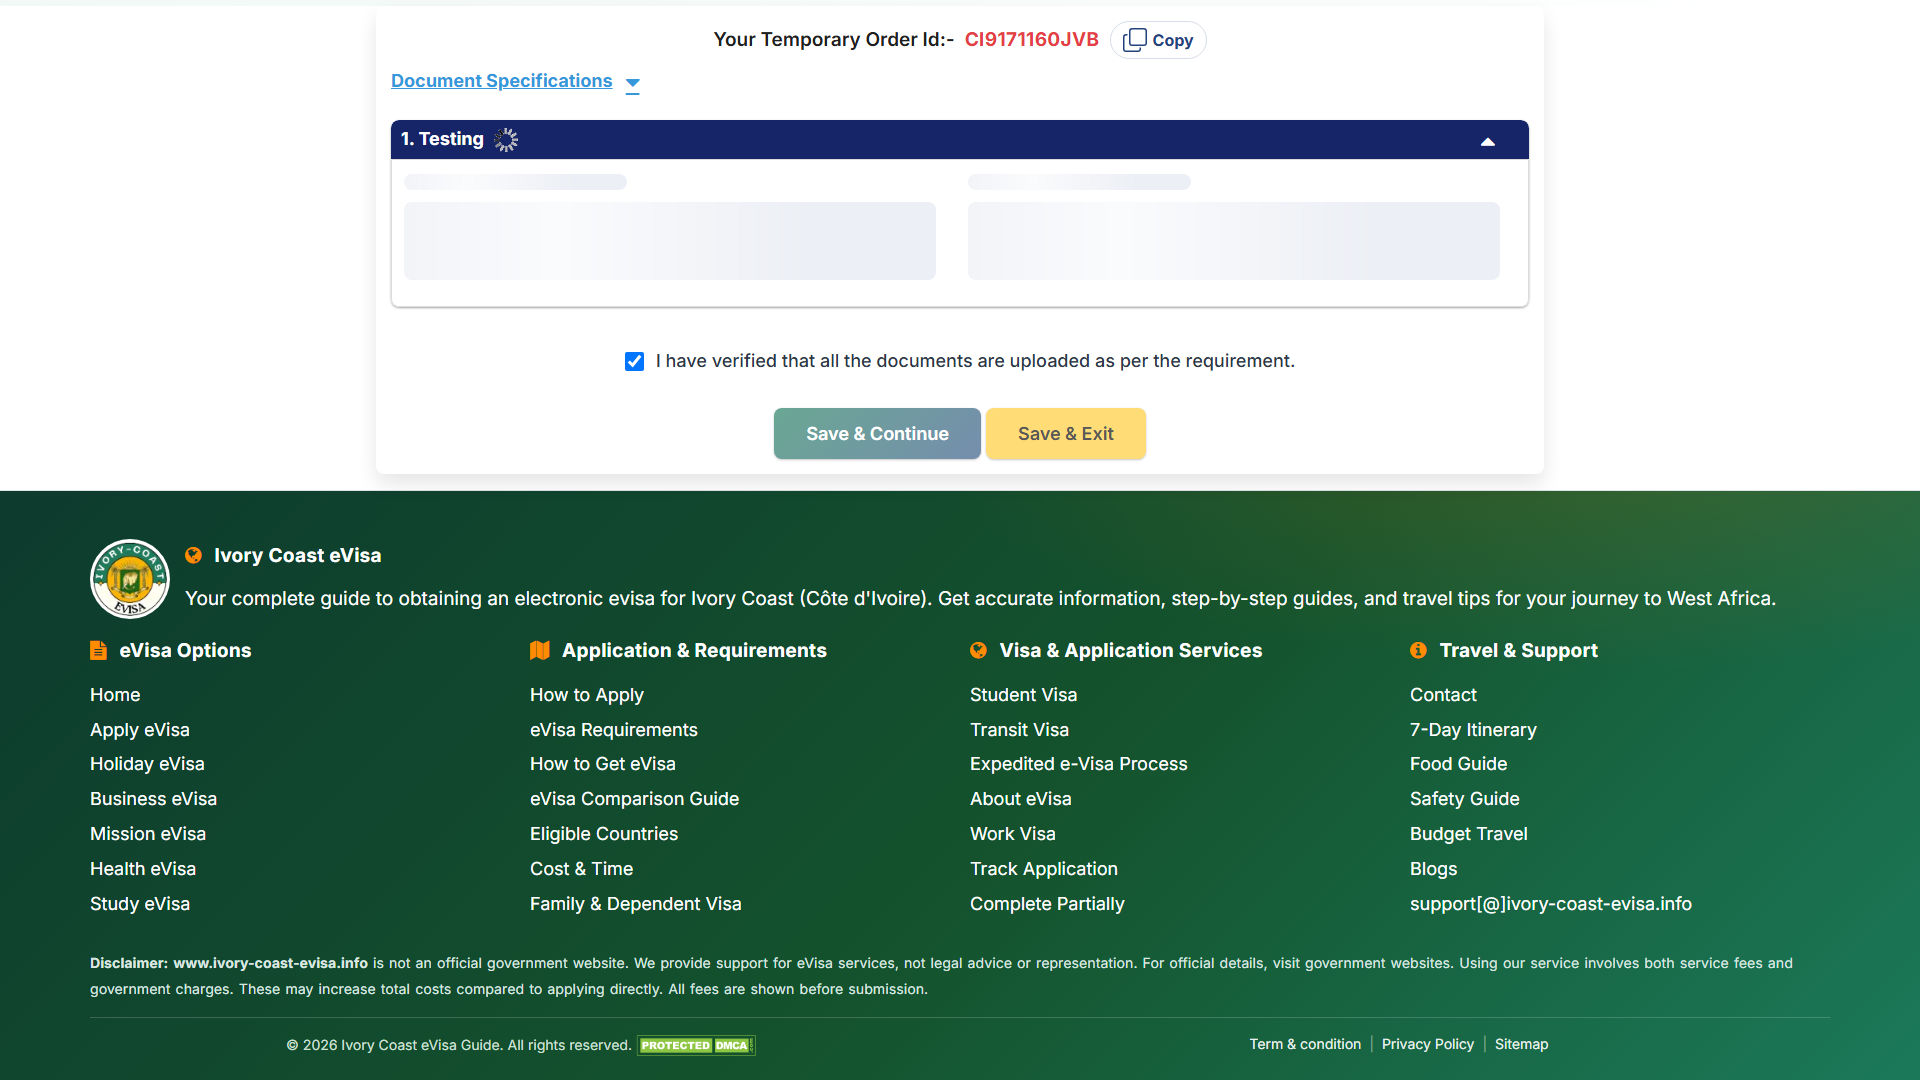 Your Temporary Order Id:- CI9171160JVB Copy
Document Specifications
1. Testing
I have verified that all the documents are uploaded as per the requirement.
Save & Continue
Save & Exit
IVORY-COAST
EVISA
Ivory Coast eVisa
Your complete guide to obtaining an electronic evisa for Ivory Coast (Côte d'Ivoire). Get accurate information, step-by-step guides, and travel tips for your journey to West Africa.
eVisa Options
Home
Apply eVisa
Holiday eVisa
Business eVisa
Mission eVisa
Health eVisa
Study eVisa
Application & Requirements
How to Apply
eVisa Requirements
How to Get eVisa
eVisa Comparison Guide
Eligible Countries
Cost & Time
Family & Dependent Visa
Visa & Application Services
Student Visa
Transit Visa
Expedited e-Visa Process
About eVisa
Work Visa
Track Application
Complete Partially
Travel & Support
Contact
7-Day Itinerary
Food Guide
Safety Guide
Budget Travel
Blogs
support[@]ivory-coast-evisa.info
Disclaimer: www.ivory-coast-evisa.info is not an official government website. We provide support for eVisa services, not legal advice or representation. For official details, visit government websites. Using our service involves both service fees and
government charges. These may increase total costs compared to applying directly. All fees are shown before submission.
© 2026 Ivory Coast eVisa Guide. All rights reserved. PROTECTED DMCA
Term & condition | Privacy Policy | Sitemap